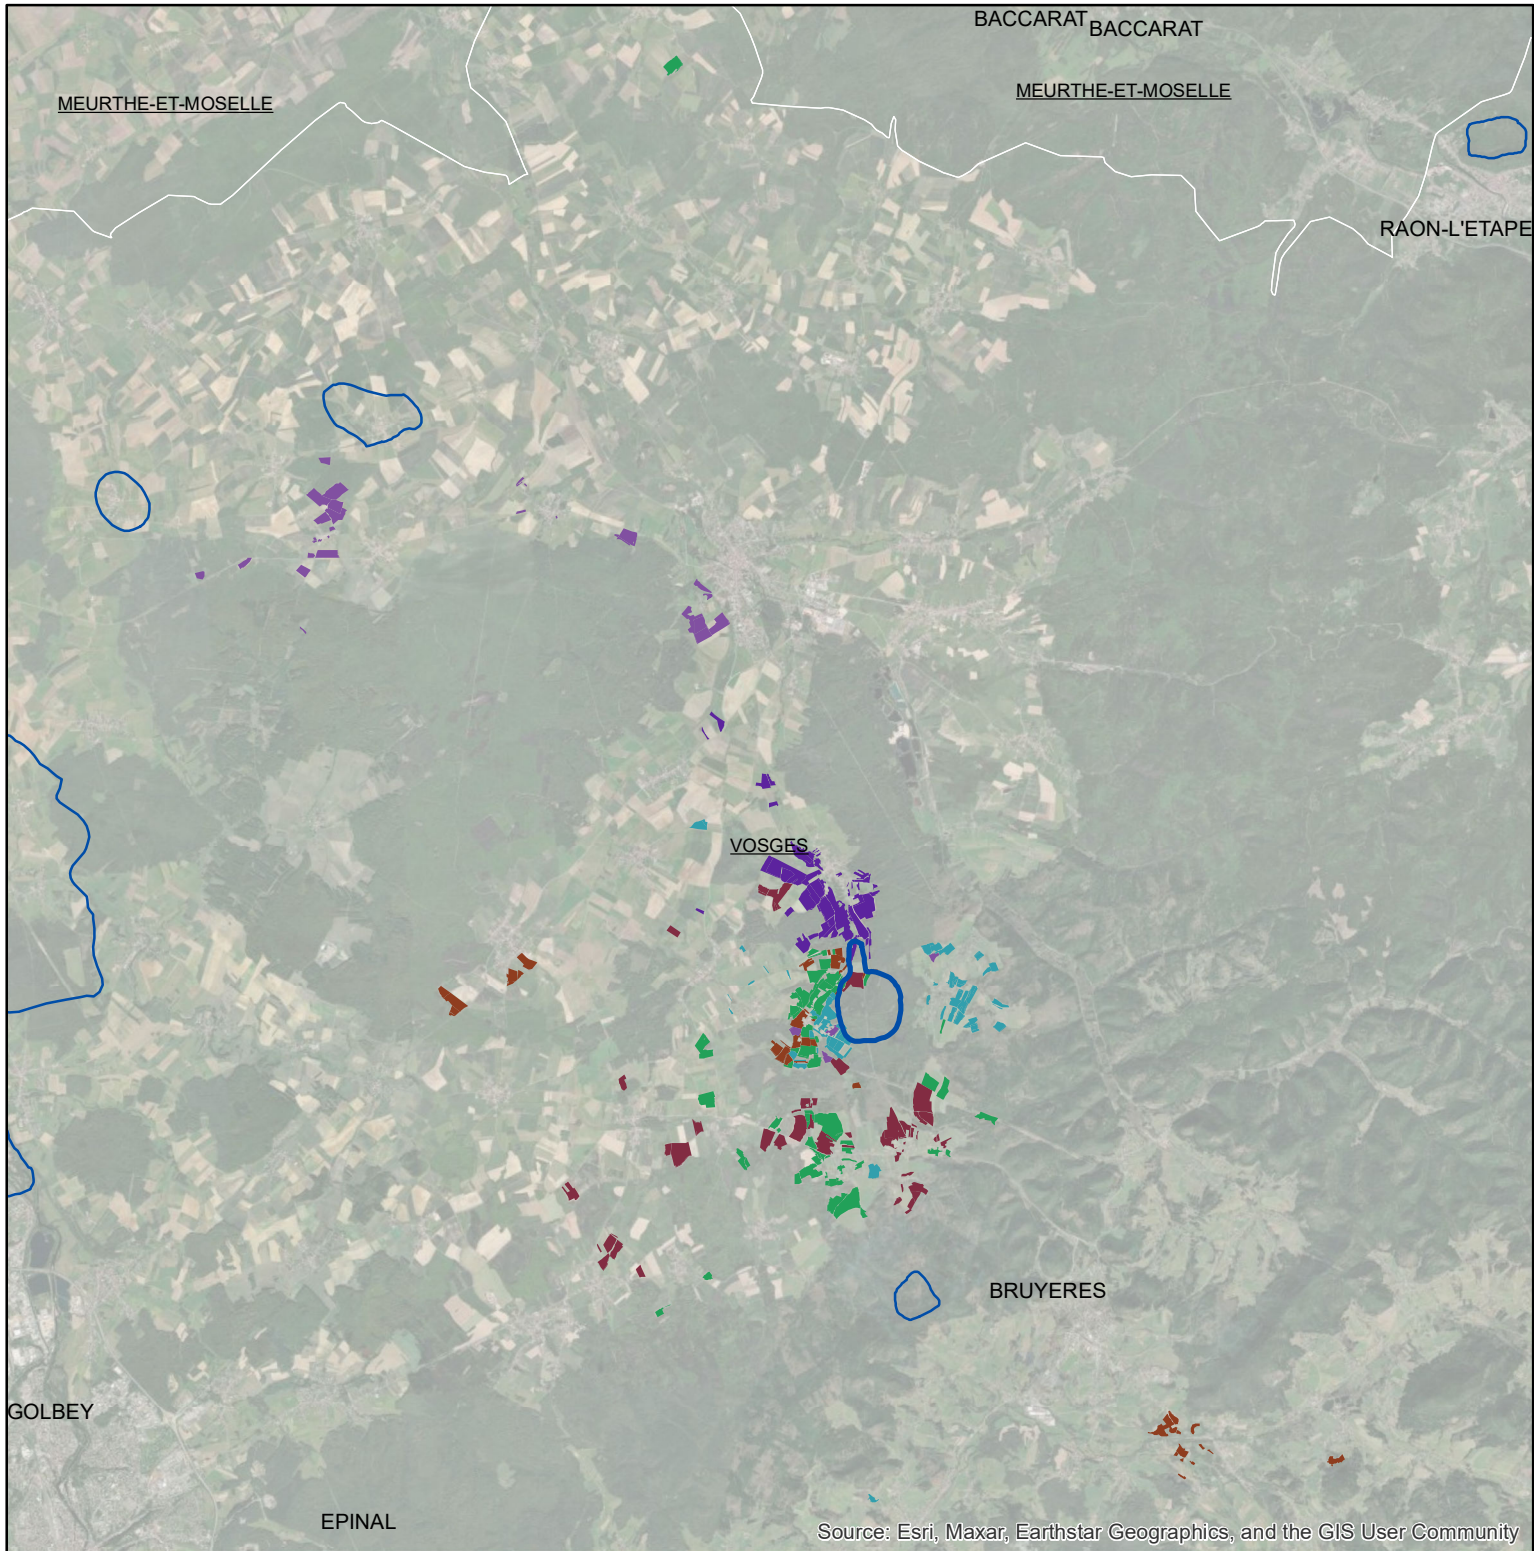 BACCARAT
BACCARAT
MEURTHE-ET-MOSELLE
MEURTHE-ET-MOSELLE
RAON-L'ETAPE
VOSGES
BRUYERES
GOLBEY
EPINAL
Source: Esri, Maxar, Earthstar Geographics, and the GIS User Community